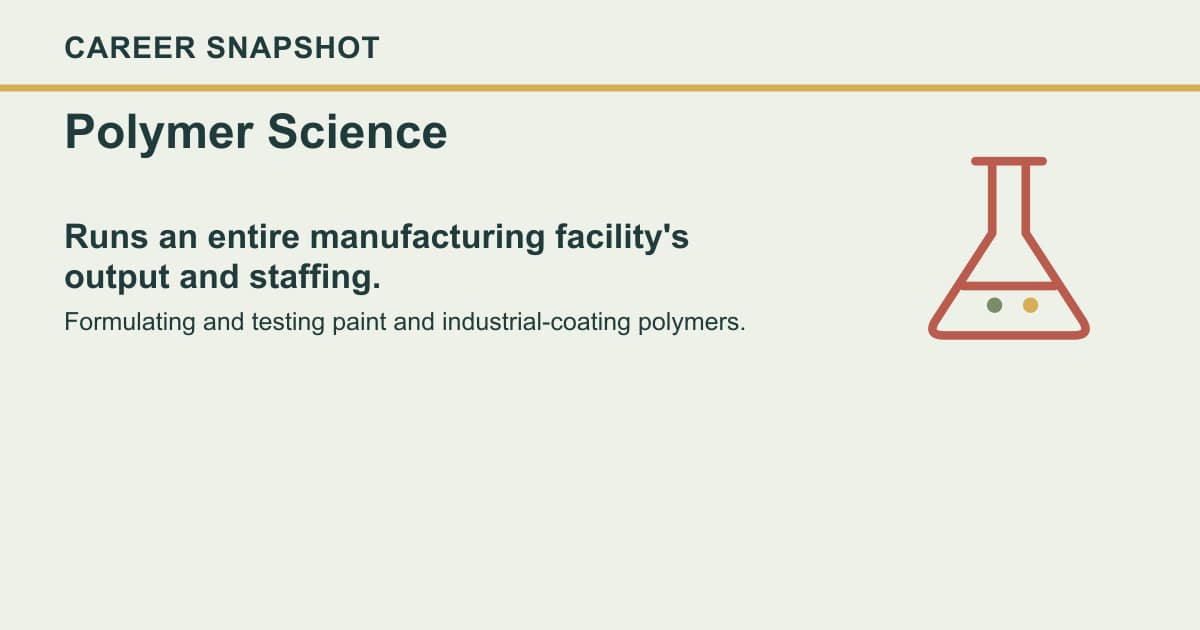 CAREER SNAPSHOT
Polymer Science
Runs an entire manufacturing facility's
output and staffing.
Formulating and testing paint and industrial-coating polymers.